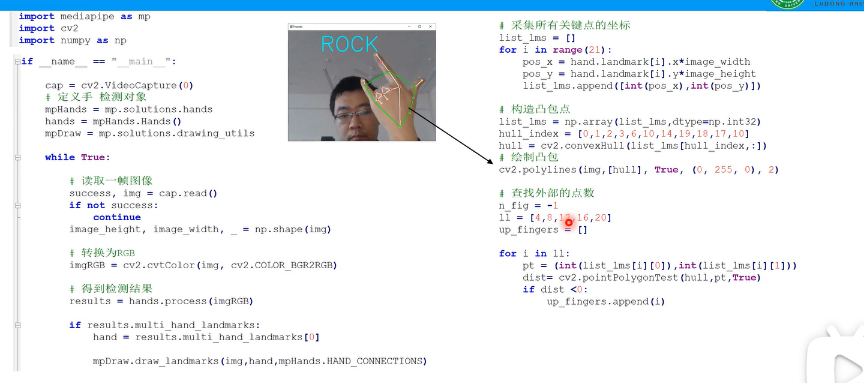 import mediapipe as mp
import cv2
import numpy as np
if __name__ == "__main__":
cap = cv2.VideoCapture(0)
# 定义手 检测对象
mpHands = mp.solutions.hands
hands = mpHands.Hands()
mpDraw = mp.solutions.drawing_utils
while True:
# 读取一帧图像
success, img = cap.read()
if not success:
continue
image_height, image_width, _ = np.shape(img)
# 转换为RGB
imgRGB = cv2.cvtColor(img, cv2.COLOR_BGR2RGB)
# 得到检测结果
results = hands.process(imgRGB)
if results.multi_hand_landmarks:
hand = results.multi_hand_landmarks[0]
mpDraw.draw_landmarks(img,hand,mpHands.HAND_CONNECTIONS)
ROCK
# 采集所有关键点的坐标
list_lms = []
for i in range(21):
pos_x = hand.landmark[i].x*image_width
pos_y = hand.landmark[i].y*image_height
list_lms.append([int(pos_x),int(pos_y)])
# 构造凸包点
list_lms = np.array(list_lms,dtype=np.int32)
hull_index = [0,1,2,3,6,10,14,19,18,17,10]
hull = cv2.convexHull(list_lms[hull_index,:])
# 绘制凸包
cv2.polylines(img,[hull], True, (0, 255, 0), 2)
# 查找外部的点数
n_fig = -1
ll = [4,8,12,16,20]
up_fingers = []
for i in ll:
pt = (int(list_lms[i][0]),int(list_lms[i][1]))
dist= cv2.pointPolygonTest(hull,pt,True)
if dist <0:
up_fingers.append(i)